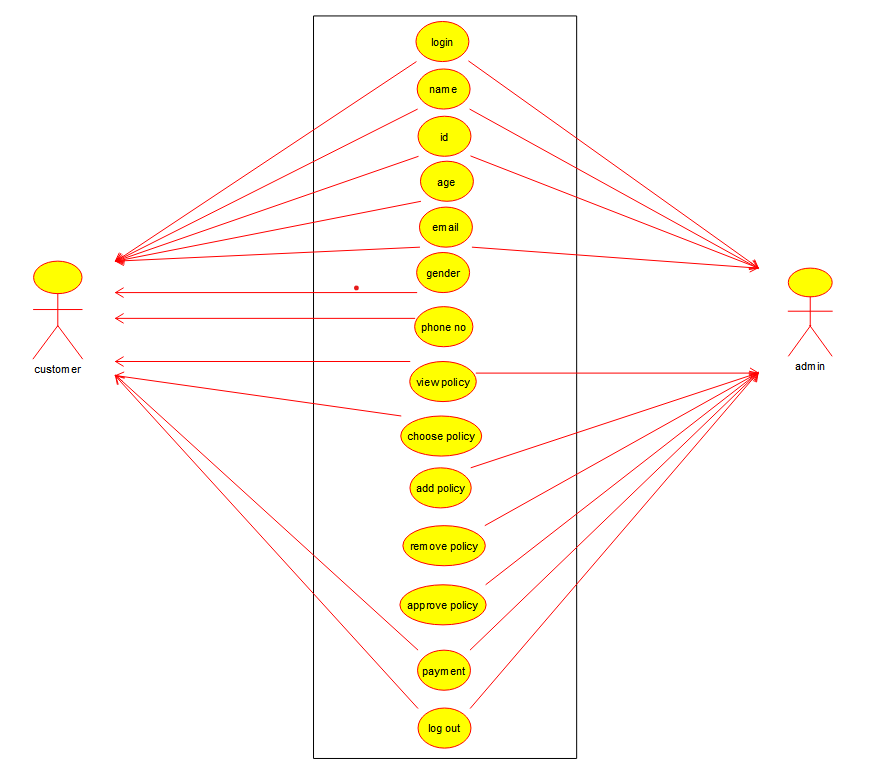 login
name
id
age
email
gender
phone no
view policy
customer
admin
choose policy
add policy
remove policy
approve policy
payment
log out